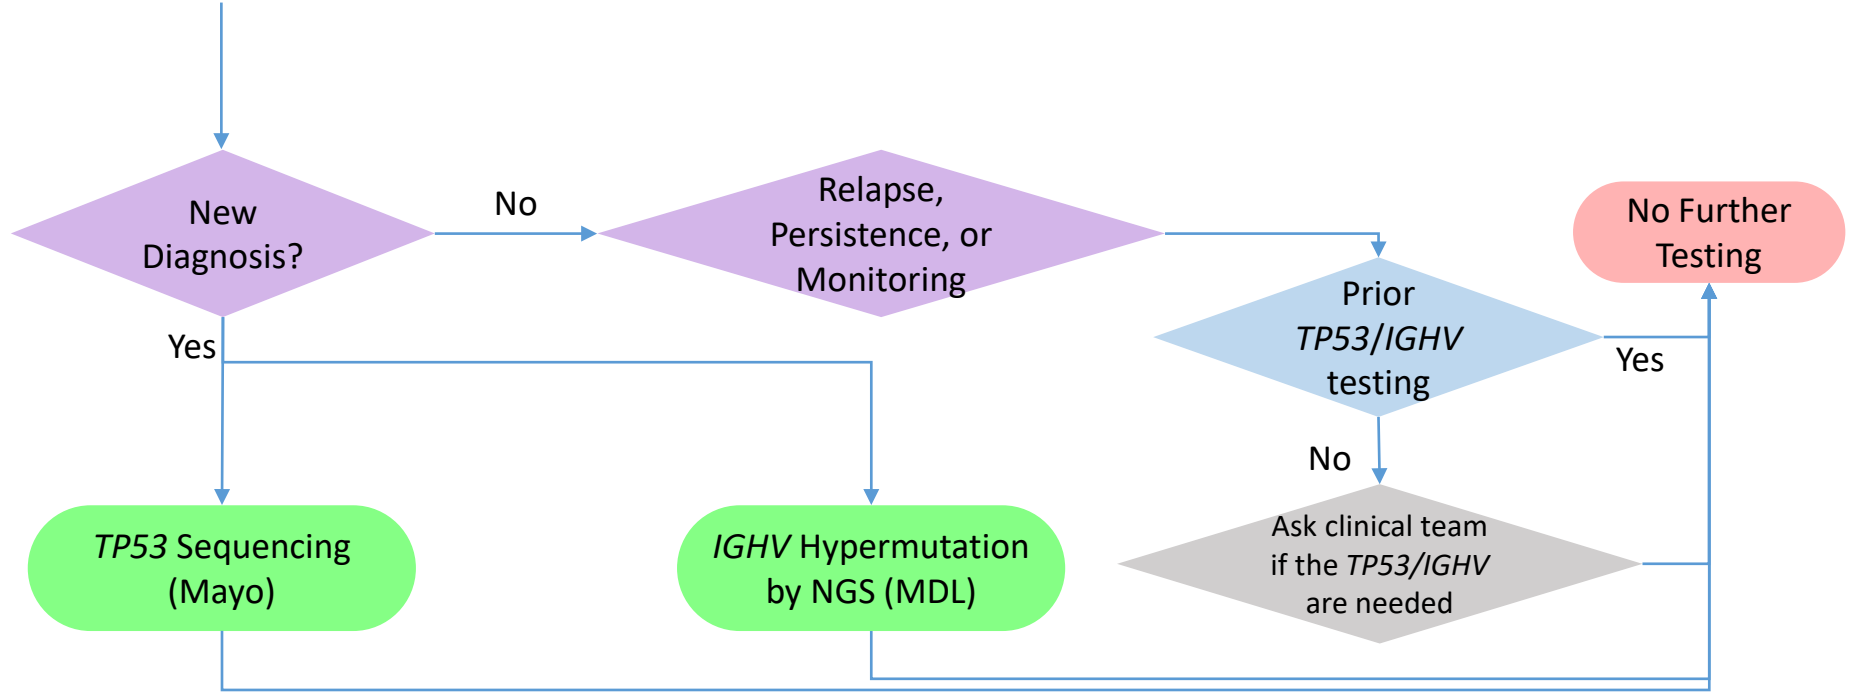 New
Diagnosis?
No
Relapse,
Persistence, or
Monitoring
No Further
Testing
Prior
TP53/IGHV
testing
Yes
Yes
No
TP53 Sequencing
(Mayo)
IGHV Hypermutation
by NGS (MDL)
Ask clinical team
if the TP53/IGHV
are needed